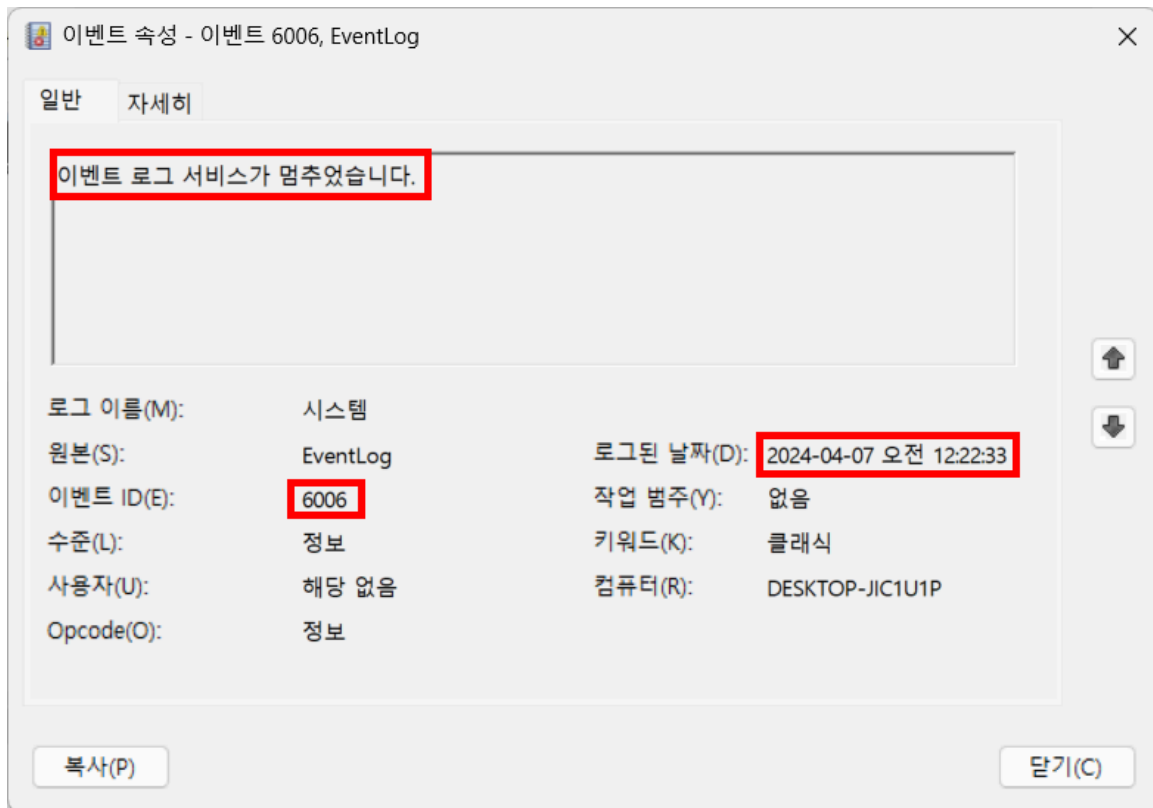 이벤트 속성 - 이벤트 6006, EventLog
일반 자세히
이벤트 로그 서비스가 멈추었습니다.
로그 이름(M): 시스템
원본(S): EventLog 로그된 날짜(D): 2024-04-07 오전 12:22:33
이벤트 ID(E): 6006 작업 범주(Y): 없음
수준(L): 정보 키워드(K): 클래식
사용자(U): 해당 없음 컴퓨터(R): DESKTOP-JIC1U1P
Opcode(O): 정보
복사(P) 닫기(C)